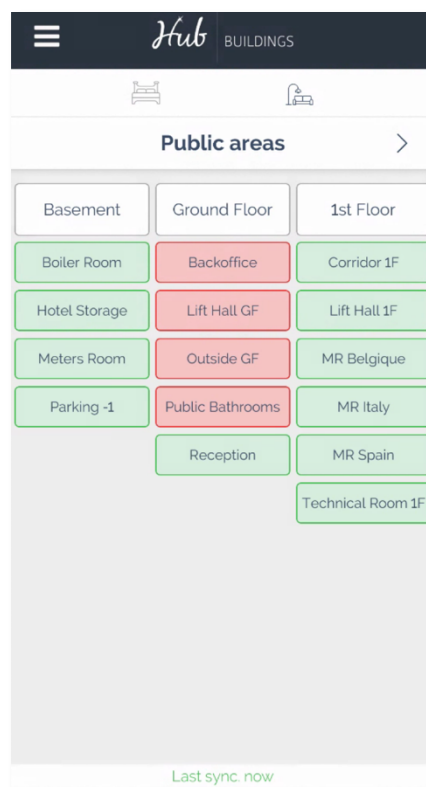 Hub BUILDINGS
Public areas
Basement Ground Floor 1st Floor
Boiler Room Backoffice Corridor 1F
Hotel Storage Lift Hall GF Lift Hall 1F
Meters Room Outside GF MR Belgique
Parking -1 Public Bathrooms MR Italy
Reception MR Spain
Technical Room 1F
Last sync. now